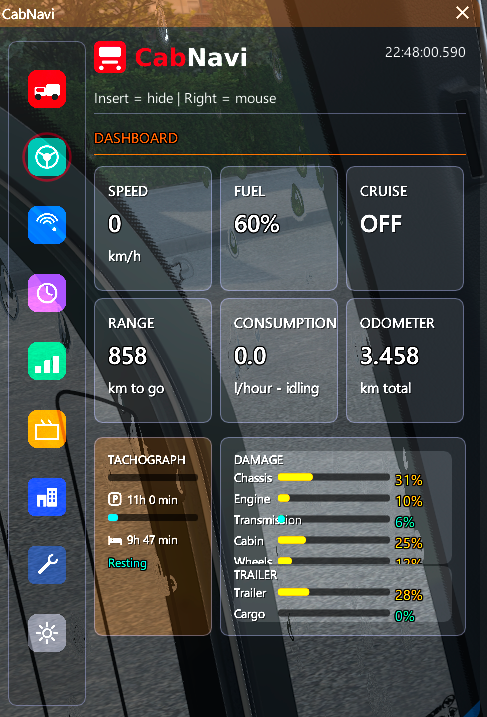 CabNavi
CabNavi
22:48:00.590
Insert = hide | Right = mouse
DASHBOARD
SPEED
0
km/h
FUEL
60%
CRUISE
OFF
RANGE
858
km to go
CONSUMPTION
0.0
l/hour - idling
ODOMETER
3.458
km total
TACHOGRAPH
P 11h 0 min
9h 47 min
Resting
DAMAGE
Chassis 31%
Engine 10%
Transmission 6%
Cabin 25%
Wheels 12%
TRAILER
Trailer 28%
Cargo 0%